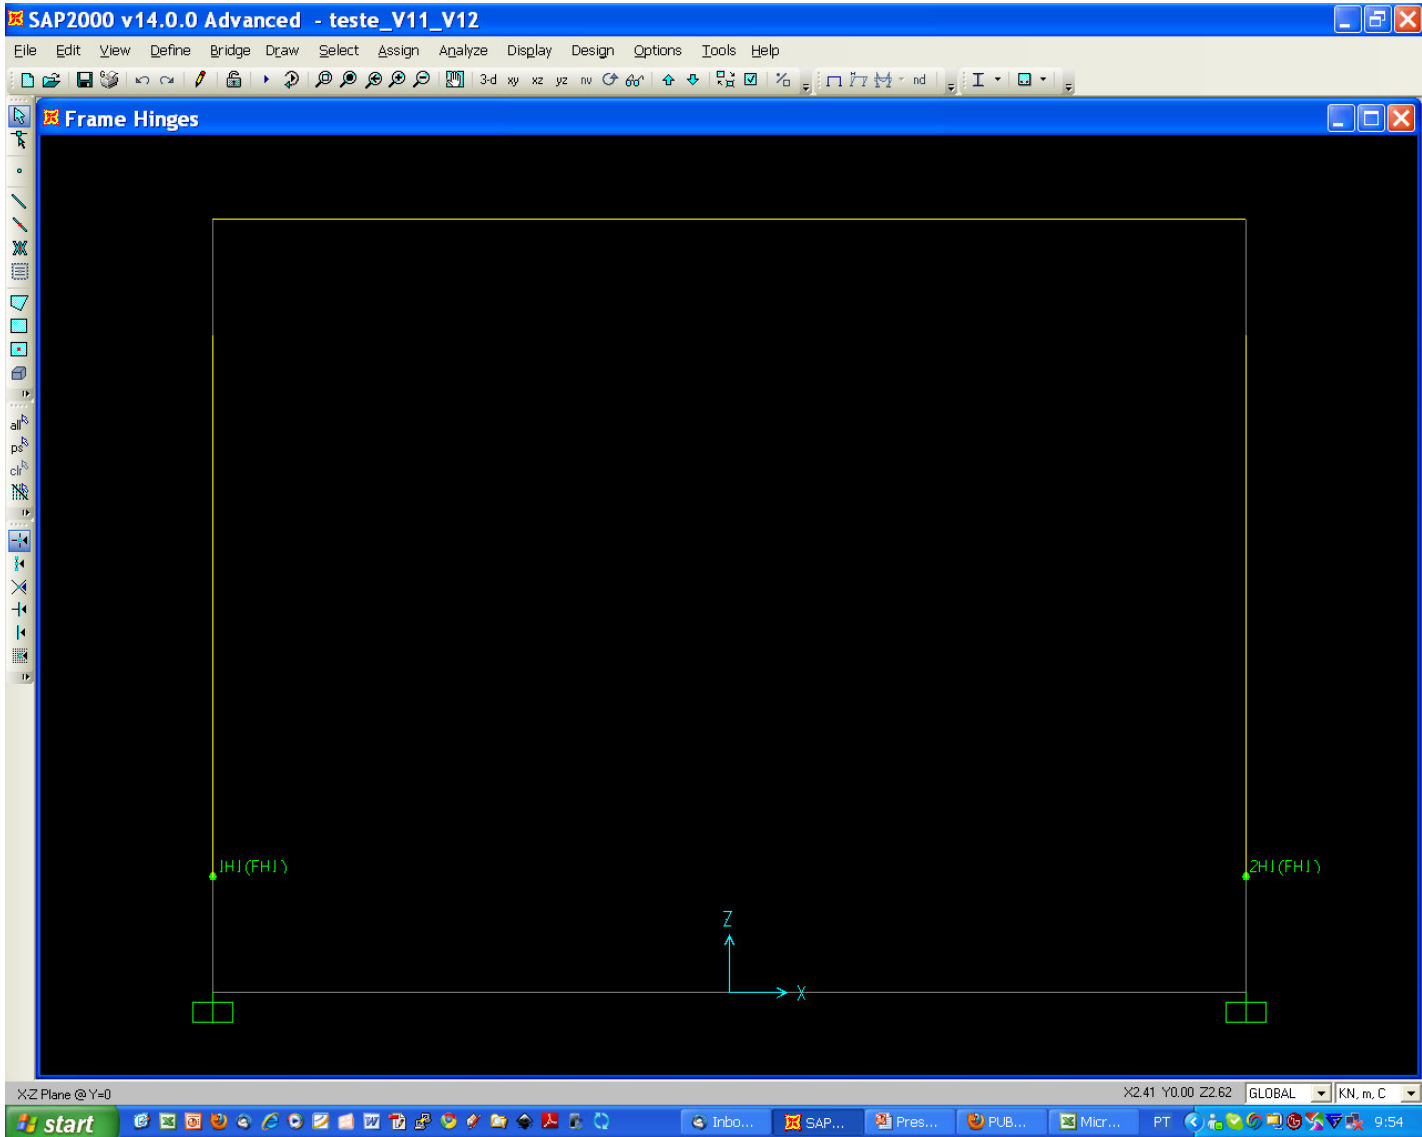 SAP2000 v14.0.0 Advanced - teste_V11_V12
File Edit View Define Bridge Draw Select Assign Analyze Display Design Options Tools Help
3-d xy xz yz nv nd
Frame Hinges
all
ps
clr
1H1(FH1)
2H1(FH1)
Z
X
X-Z Plane @ Y=0
X2.41 Y0.00 Z2.62 GLOBAL KN, m, C
start Inbo... SAP... Pres... PUB... Micr... PT 9:54